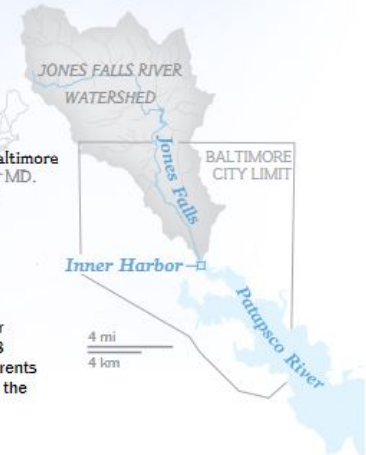 JONES FALLS RIVER
WATERSHED
altimore
MD.
Jones Falls
BALTIMORE
CITY LIMIT
Inner Harbor
Patapsco River
r
4 mi
4 km
rents
the